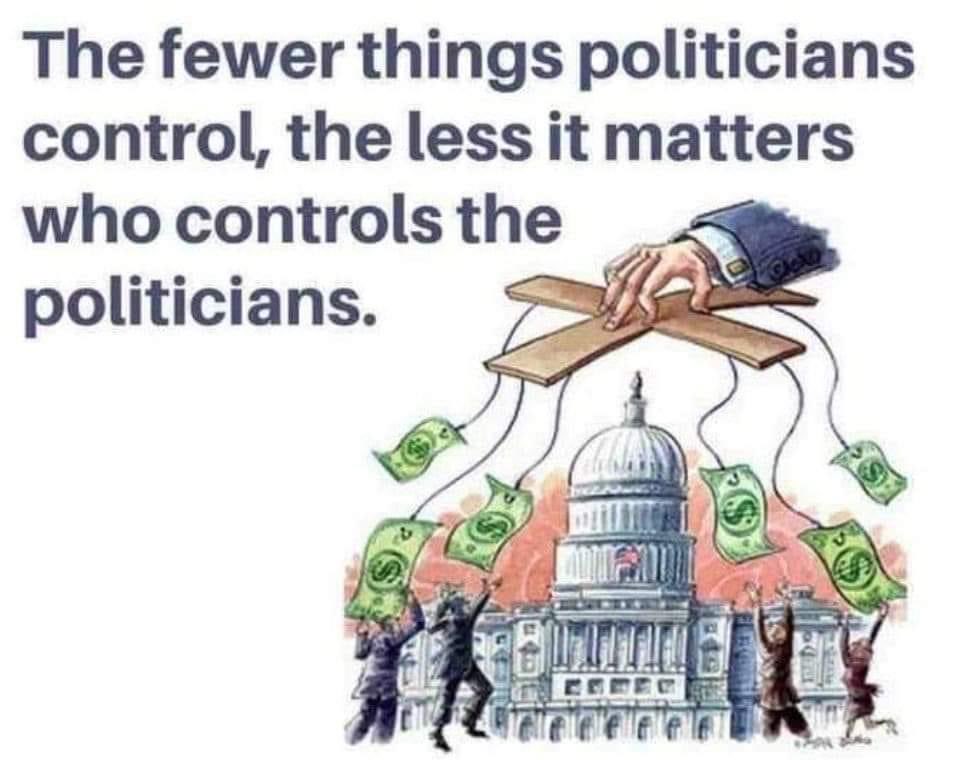 The fewer things politicians
control, the less it matters
who controls the
politicians.
$
$
$
$
$
$